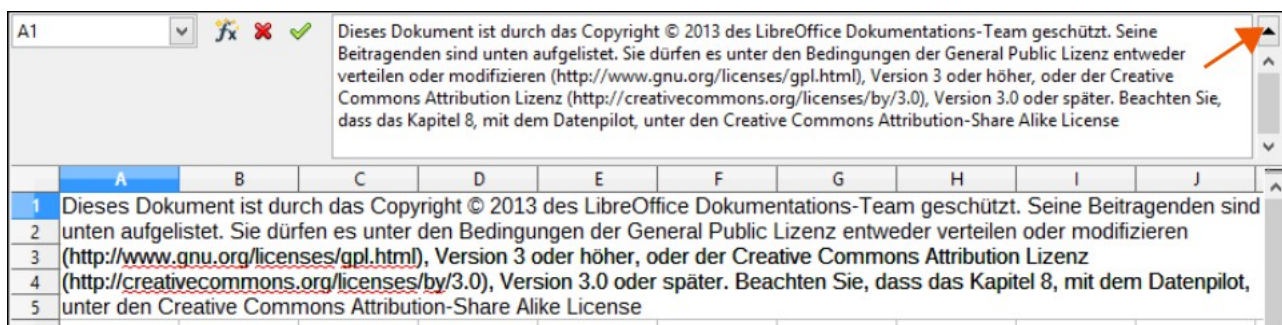 A1
Dieses Dokument ist durch das Copyright © 2013 des LibreOffice Dokumentations-Team geschützt. Seine
Beitragenden sind unten aufgelistet. Sie dürfen es unter den Bedingungen der General Public Lizenz entweder
verteilen oder modifizieren (http://www.gnu.org/licenses/gpl.html), Version 3 oder höher, oder der Creative
Commons Attribution Lizenz (http://creativecommons.org/licenses/by/3.0), Version 3.0 oder später. Beachten Sie,
dass das Kapitel 8, mit dem Datenpilot, unter den Creative Commons Attribution-Share Alike License
A B C D E F G H I J
1 Dieses Dokument ist durch das Copyright © 2013 des LibreOffice Dokumentations-Team geschützt. Seine Beitragenden sind
2 unten aufgelistet. Sie dürfen es unter den Bedingungen der General Public Lizenz entweder verteilen oder modifizieren
3 (http://www.gnu.org/licenses/gpl.html), Version 3 oder höher, oder der Creative Commons Attribution Lizenz
4 (http://creativecommons.org/licenses/by/3.0), Version 3.0 oder später. Beachten Sie, dass das Kapitel 8, mit dem Datenpilot,
5 unter den Creative Commons Attribution-Share Alike License